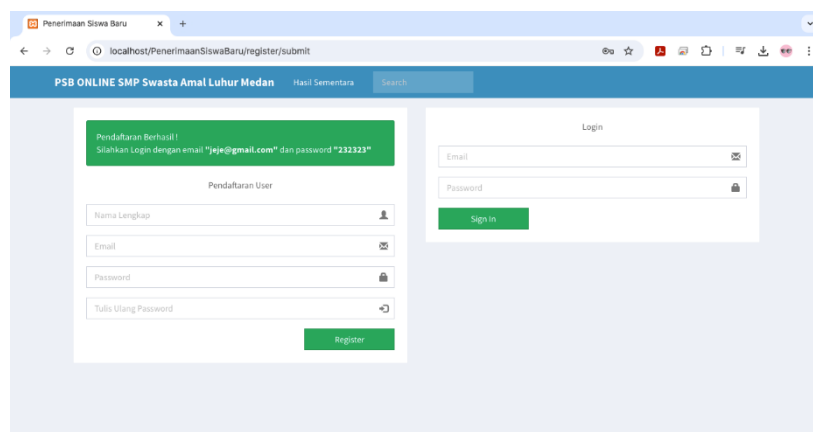 Penerimaan Siswa Baru
localhost/PenerimaanSiswaBaru/register/submit
PSB ONLINE SMP Swasta Amal Luhur Medan
Hasil Sementara
Search
Pendaftaran Berhasil !
Silahkan Login dengan email "jeje@gmail.com" dan password "232323"
Pendaftaran User
Nama Lengkap
Email
Password
Tulis Ulang Password
Register
Login
Email
Password
Sign In